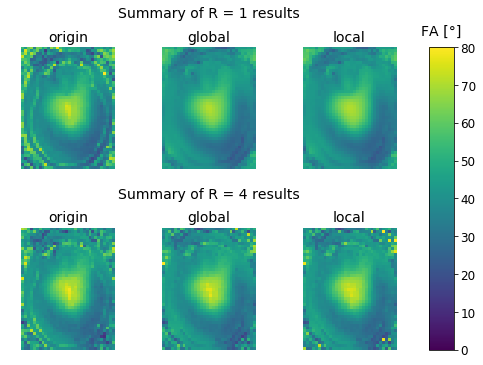 Summary of R = 1 results
origin global local FA [°]
80
70
60
50
40
30
20
10
0
Summary of R = 4 results
origin global local